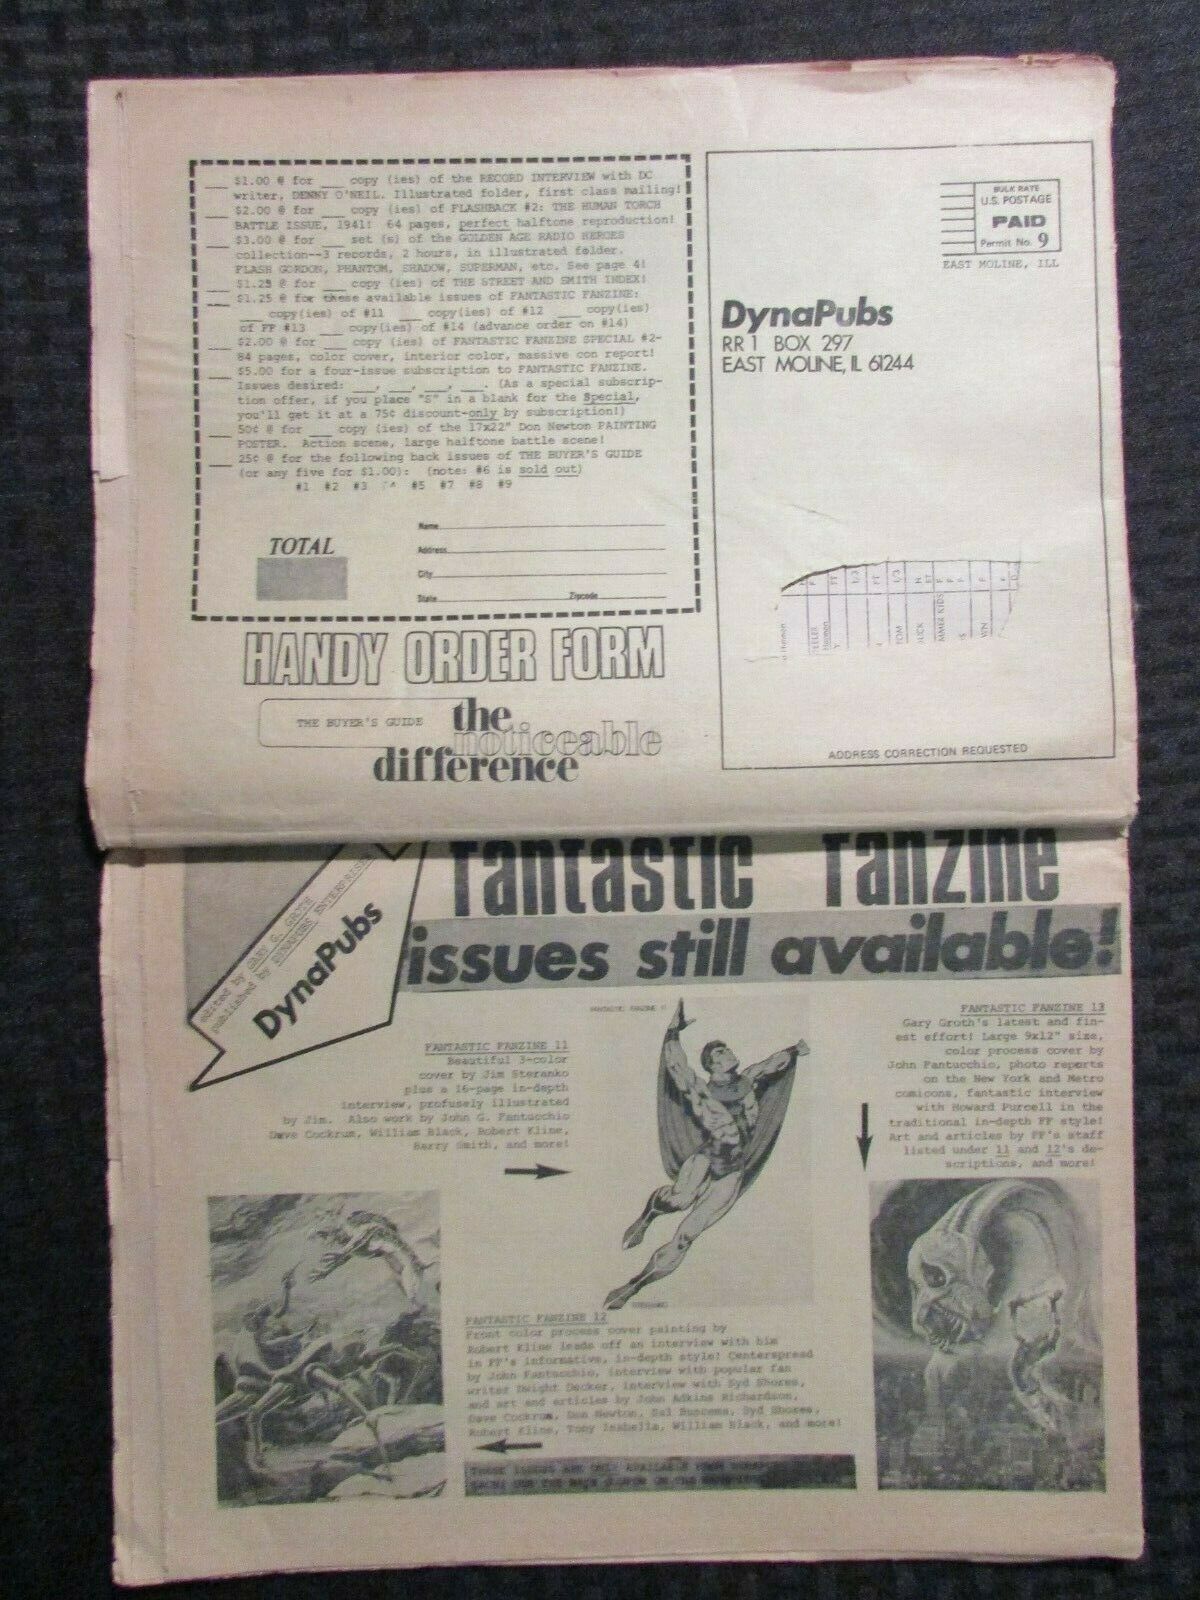 ___ $1.00 @ for ___ copy (ies) of the RECORD INTERVIEW with DC
writer, DENNY O'NEIL. Illustrated folder, first class mailing!
___ $2.00 @ for ___ copy (ies) of FLASHBACK #2: THE HUMAN TORCH
BATTLE ISSUE, 1941! 64 pages, perfect halftone reproduction!
___ $3.00 @ for ___ set (s) of the GOLDEN AGE RADIO HEROES
collection--3 records, 2 hours, in illustrated folder.
FLASH GORDON, PHANTOM, SHADOW, SUPERMAN, etc. See page 4!
___ $1.25 @ for ___ copy (ies) of THE STREET AND SMITH INDEX!
___ $1.25 @ for these available issues of FANTASTIC FANZINE:
___ copy(ies) of #11 ___ copy(ies) of #12 ___ copy(ies)
of FF #13 ___ copy(ies) of #14 (advance order on #14)
___ $2.00 @ for ___ copy (ies) of FANTASTIC FANZINE SPECIAL #2-
84 pages, color cover, interior color, massive con report!
___ $5.00 for a four-issue subscription to FANTASTIC FANZINE.
Issues desired: ___, ___, ___, ___. (As a special subscrip-
tion offer, if you place "S" in a blank for the Special,
you'll get it at a 75¢ discount-only by subscription!)
___ 50¢ @ for ___ copy (ies) of the 17x22" Don Newton PAINTING
POSTER. Action scene, large halftone battle scene!
___ 25¢ @ for the following back issues of THE BUYER'S GUIDE
(or any five for $1.00): (note: #6 is sold out)
#1 #2 #3 #4 #5 #7 #8 #9
TOTAL
Name
Address
City
State Zipcode
HANDY ORDER FORM
THE BUYER'S GUIDE
the
noticeable
difference
BULK RATE
U.S. POSTAGE
PAID
Permit No. 9
EAST MOLINE, ILL
DynaPubs
RR 1 BOX 297
EAST MOLINE, IL 61244
ADDRESS CORRECTION REQUESTED
fantastic fanzine
issues still available!
edited by GARY G. GROTH
published by DYNAPUBS ENTERPRISES
DynaPubs
FANTASTIC FANZINE 11
Beautiful 3-color
cover by Jim Steranko
plus a 16-page in-depth
interview, profusely illustrated
by Jim. Also work by John G. Fantucchio
Dave Cockrum, William Black, Robert Kline,
Barry Smith, and more!
FANTASTIC FANZINE 11
STERANKO
FANTASTIC FANZINE 13
Gary Groth's latest and fin-
est effort! Large 9x12" size,
color process cover by
John Fantucchio, photo reports
on the New York and Metro
comicons, fantastic interview
with Howard Purcell in the
traditional in-depth FF style!
Art and articles by FF's staff
listed under 11 and 12's de-
scriptions, and more!
FANTASTIC FANZINE 12
Front color process cover painting by
Robert Kline leads off an interview with him
in FF's informative, in-depth style! Centerspread
by John Fantucchio, interview with popular fan
writer Dwight Decker, interview with Syd Shores,
and art and articles by John Adkins Richardson,
Dave Cockrum, Don Newton, Sal Buscema, Syd Shores,
Robert Kline, Tony Isabella, William Black, and more!
THESE ISSUES ARE ONLY AVAILABLE FROM